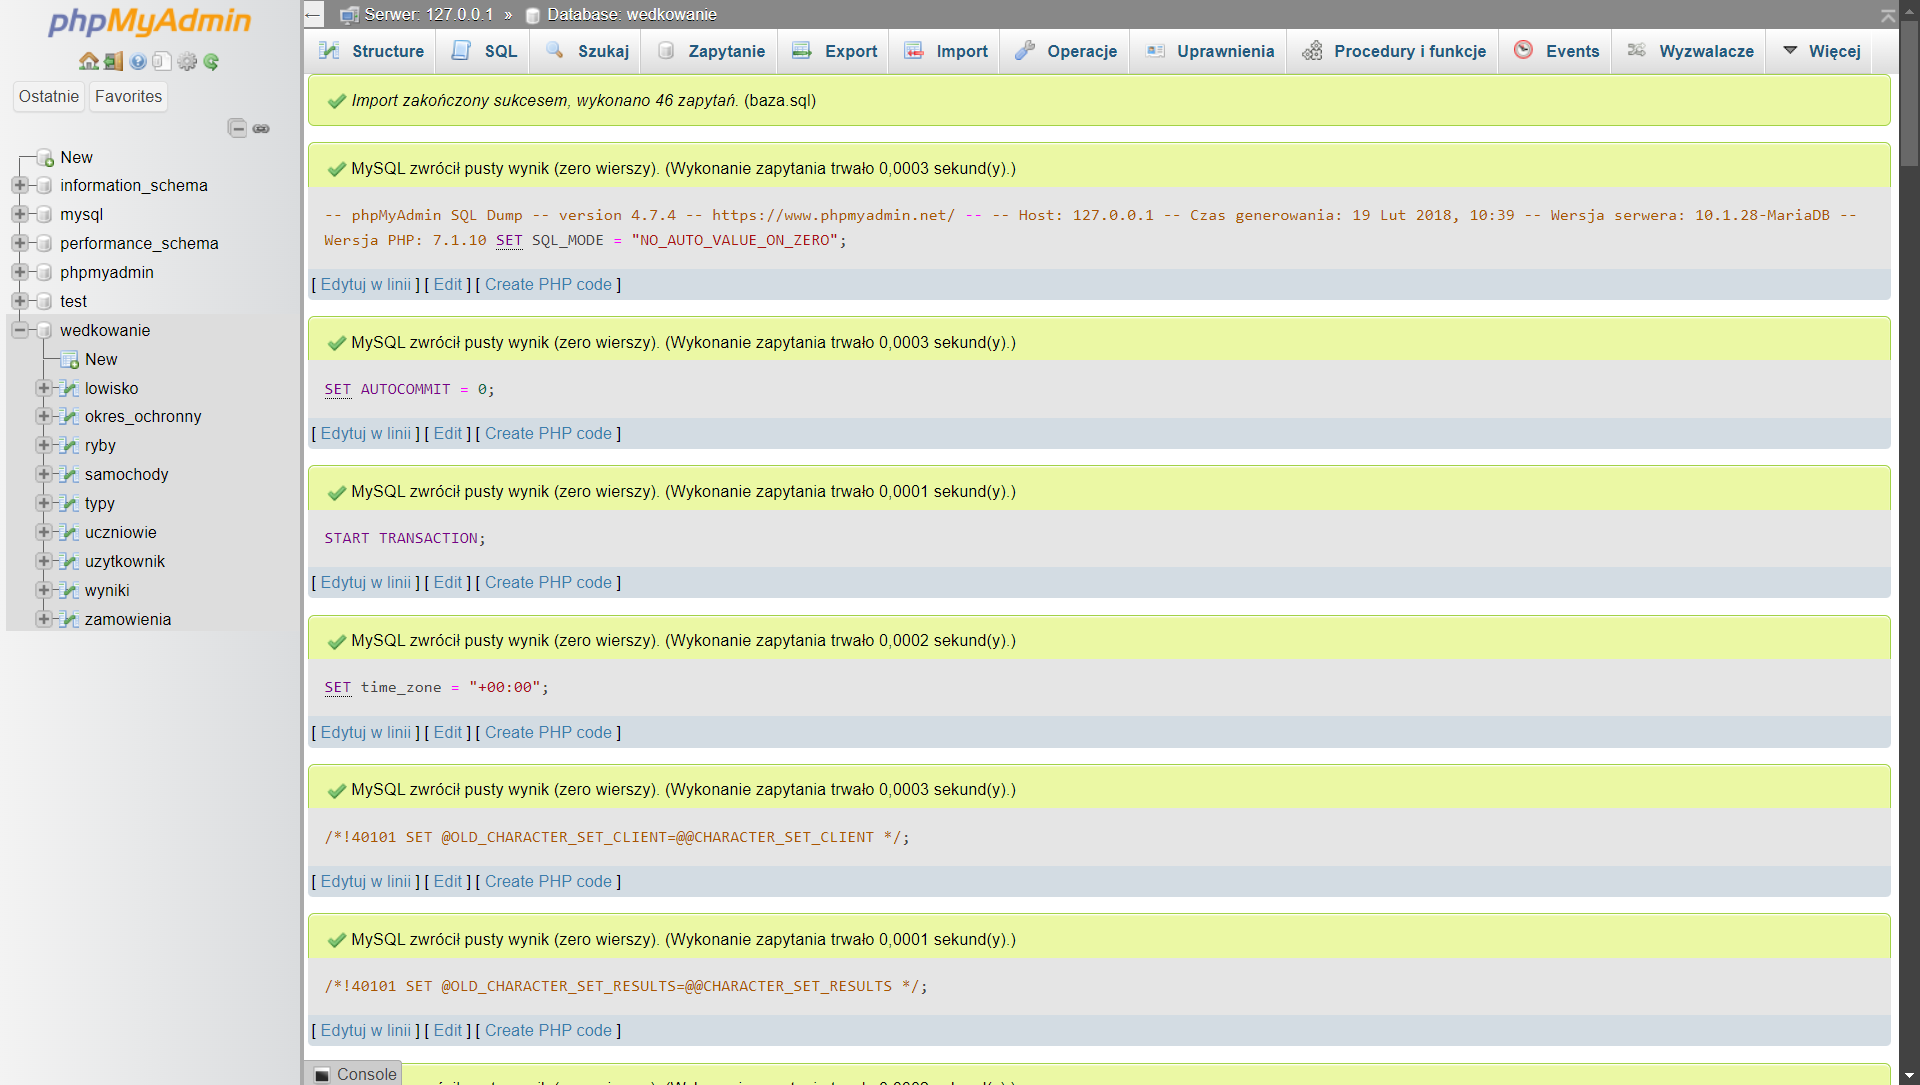 phpMyAdmin
Ostatnie
Favorites
New
information_schema
mysql
performance_schema
phpmyadmin
test
wedkowanie
New
lowisko
okres_ochronny
ryby
samochody
typy
uczniowie
uzytkownik
wyniki
zamowienia
Serwer: 127.0.0.1 » Database: wedkowanie
Structure SQL Szukaj Zapytanie Export Import Operacje Uprawnienia Procedury i funkcje Events Wyzwalacze Więcej
Import zakończony sukcesem, wykonano 46 zapytań. (baza.sql)
MySQL zwrócił pusty wynik (zero wierszy). (Wykonanie zapytania trwało 0,0003 sekund(y).)
-- phpMyAdmin SQL Dump -- version 4.7.4 -- https://www.phpmyadmin.net/ -- -- Host: 127.0.0.1 -- Czas generowania: 19 Lut 2018, 10:39 -- Wersja serwera: 10.1.28-MariaDB --
Wersja PHP: 7.1.10 SET SQL_MODE = "NO_AUTO_VALUE_ON_ZERO";
[ Edytuj w linii ] [ Edit ] [ Create PHP code ]
MySQL zwrócił pusty wynik (zero wierszy). (Wykonanie zapytania trwało 0,0003 sekund(y).)
SET AUTOCOMMIT = 0;
[ Edytuj w linii ] [ Edit ] [ Create PHP code ]
MySQL zwrócił pusty wynik (zero wierszy). (Wykonanie zapytania trwało 0,0001 sekund(y).)
START TRANSACTION;
[ Edytuj w linii ] [ Edit ] [ Create PHP code ]
MySQL zwrócił pusty wynik (zero wierszy). (Wykonanie zapytania trwało 0,0002 sekund(y).)
SET time_zone = "+00:00";
[ Edytuj w linii ] [ Edit ] [ Create PHP code ]
MySQL zwrócił pusty wynik (zero wierszy). (Wykonanie zapytania trwało 0,0003 sekund(y).)
/*!40101 SET @OLD_CHARACTER_SET_CLIENT=@@CHARACTER_SET_CLIENT */;
[ Edytuj w linii ] [ Edit ] [ Create PHP code ]
MySQL zwrócił pusty wynik (zero wierszy). (Wykonanie zapytania trwało 0,0001 sekund(y).)
/*!40101 SET @OLD_CHARACTER_SET_RESULTS=@@CHARACTER_SET_RESULTS */;
[ Edytuj w linii ] [ Edit ] [ Create PHP code ]
Console